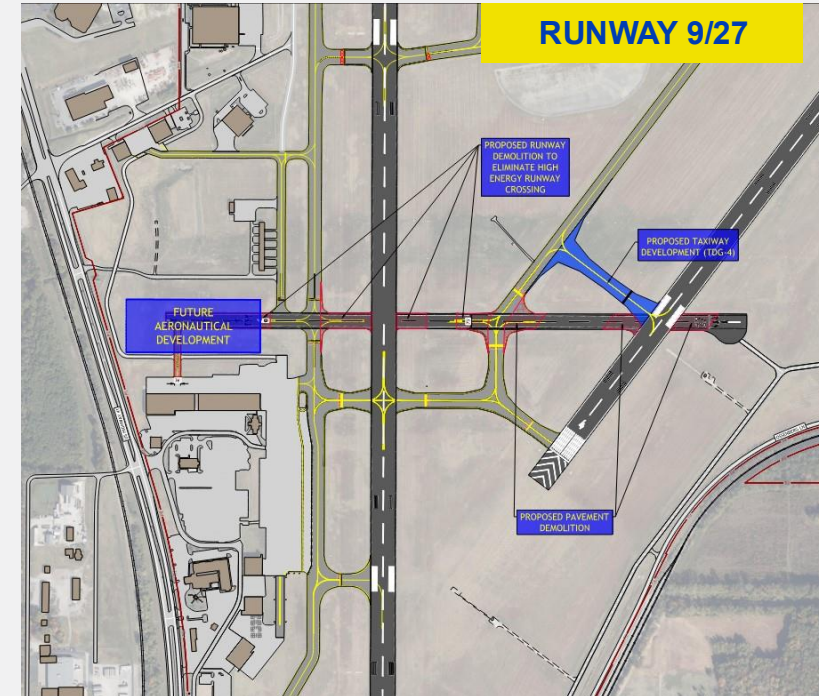 RUNWAY 9/27
PROPOSED RUNWAY
DEMOLITION TO
ELIMINATE HIGH
ENERGY RUNWAY
CROSSING
PROPOSED TAXIWAY
DEVELOPMENT (TDG-4)
FUTURE
AERONAUTICAL
DEVELOPMENT
PROPOSED PAVEMENT
DEMOLITION